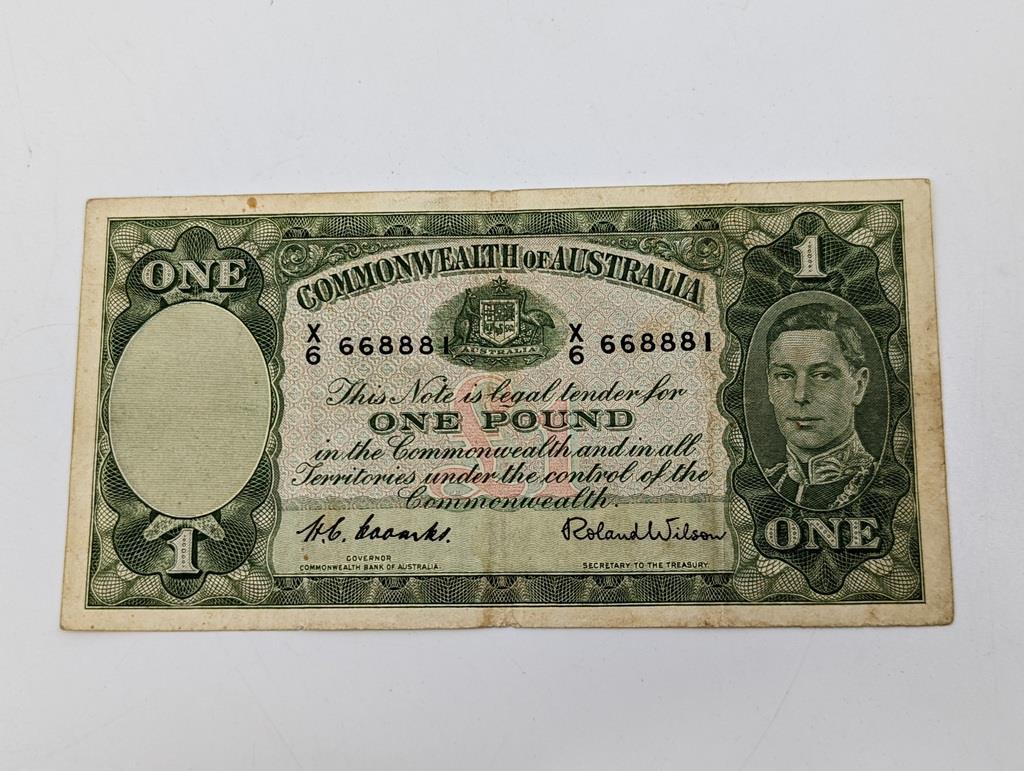 ONE
1
COMMONWEALTH OF AUSTRALIA
1
AUSTRALIA
X/6 668881 X/6 668881
£1
This Note is legal tender for
ONE POUND
in the Commonwealth and in all
Territories under the control of the
Commonwealth.
H.C. Coombs. Roland Wilson
GOVERNOR
COMMONWEALTH BANK OF AUSTRALIA. SECRETARY TO THE TREASURY.
1
ONE